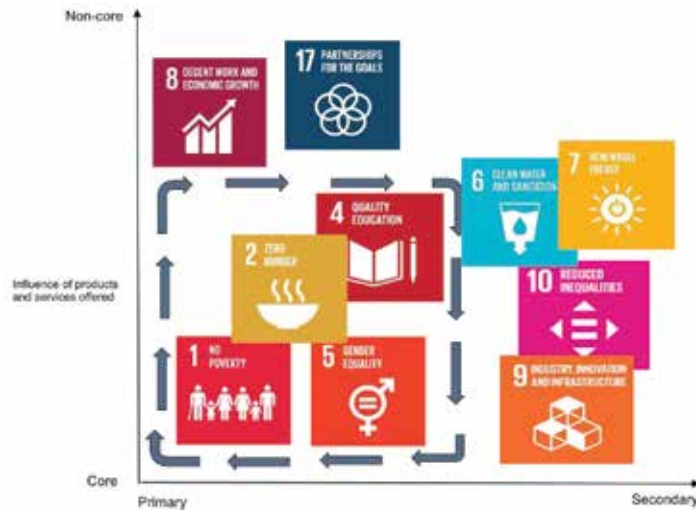 Non-core
8 DECENT WORK AND
ECONOMIC GROWTH
17 PARTNERSHIPS
FOR THE GOALS
6 CLEAN WATER
AND SANITATION
7 RENEWABLE
ENERGY
4 QUALITY
EDUCATION
2 ZERO
HUNGER
10 REDUCED
INEQUALITIES
Influence of products
and services offered
1 NO
POVERTY
5 GENDER
EQUALITY
9 INDUSTRY, INNOVATION
AND INFRASTRUCTURE
Core
Primary
Secondary